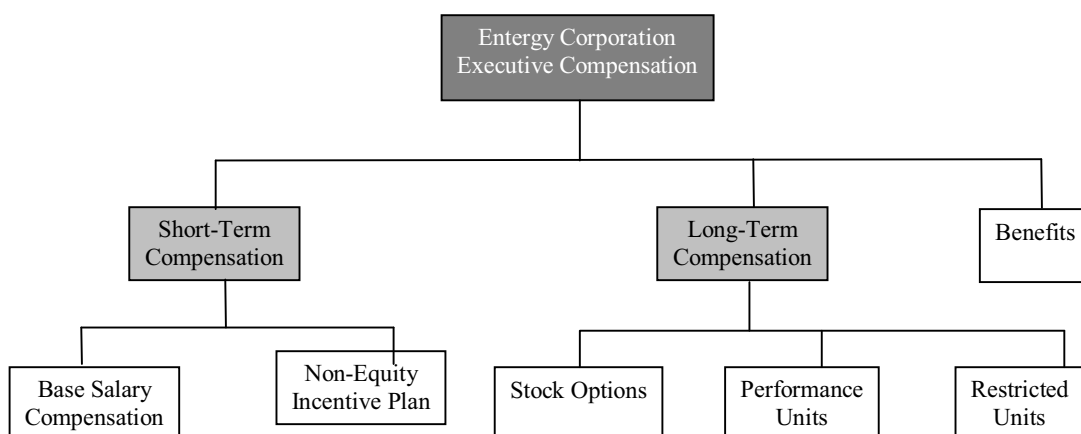 Entergy Corporation
Executive Compensation
Short-Term
Compensation
Long-Term
Compensation
Benefits
Base Salary
Compensation
Non-Equity
Incentive Plan
Stock Options
Performance
Units
Restricted
Units